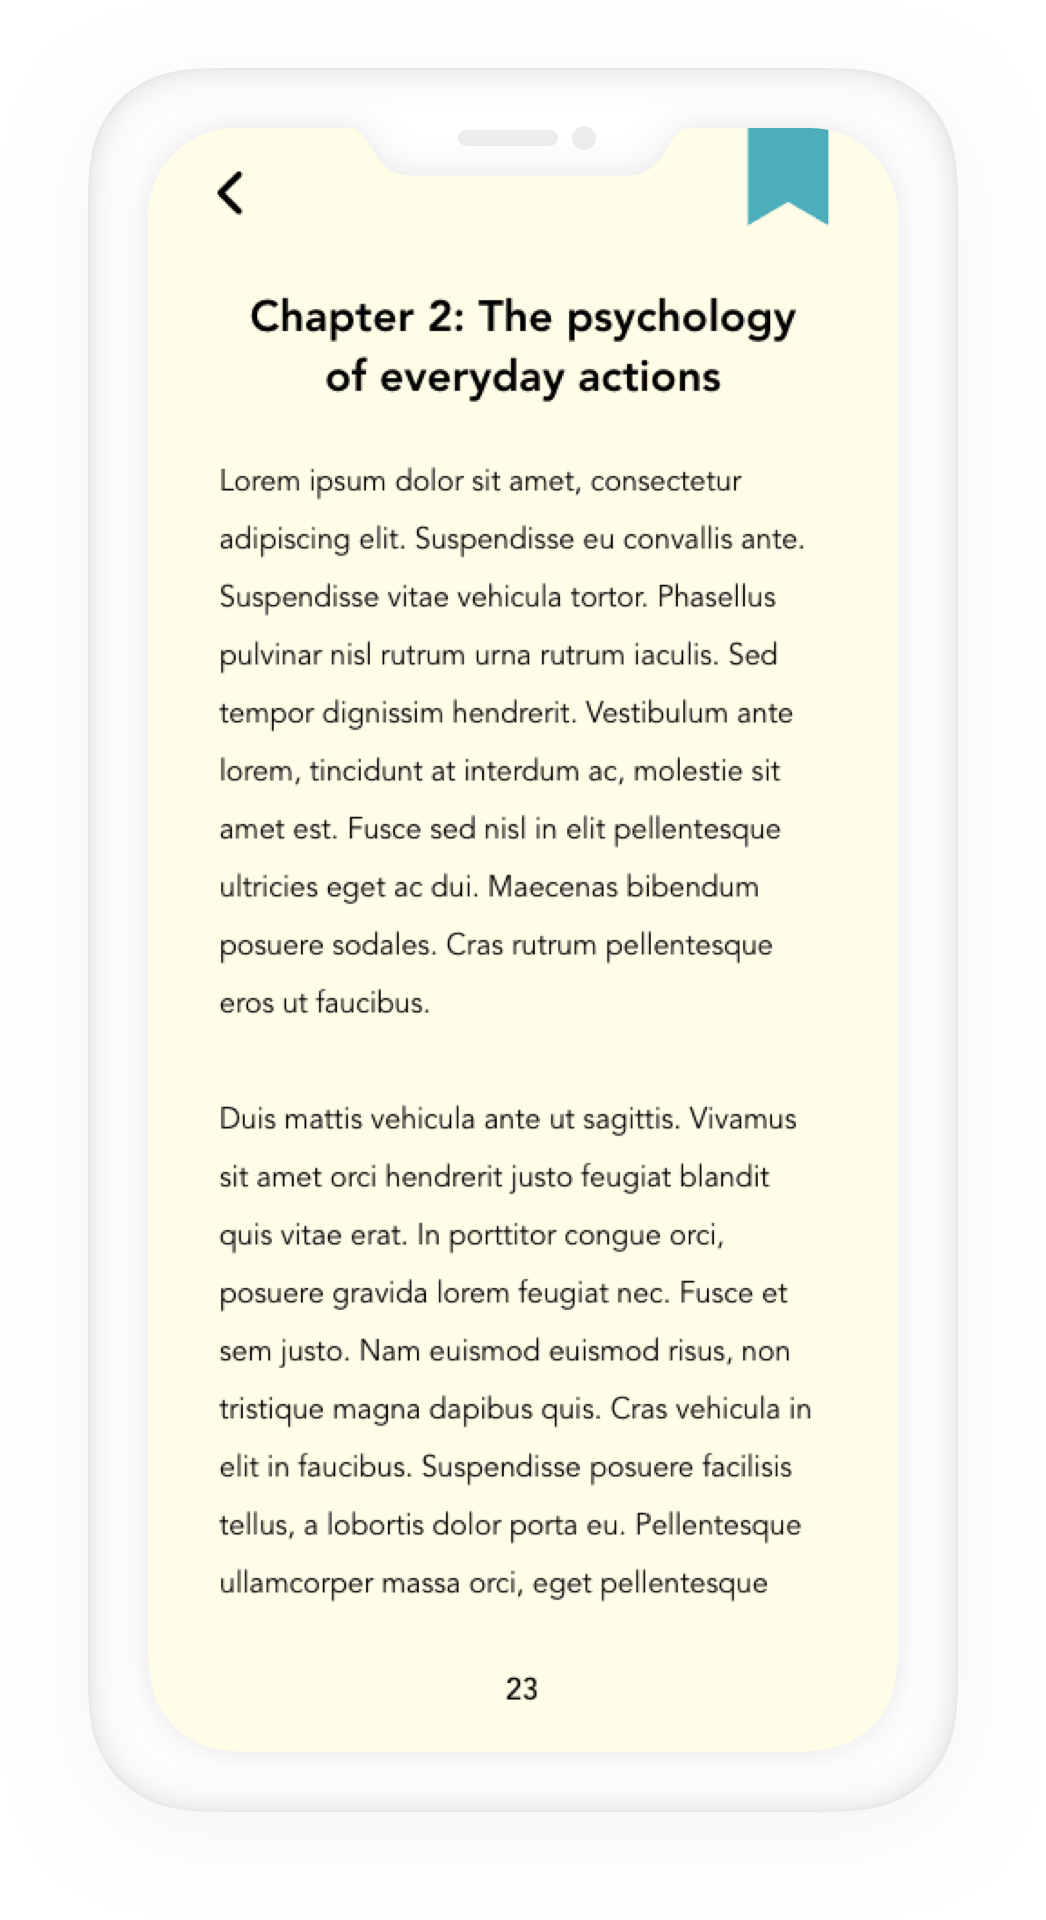 Chapter 2: The psychology
of everyday actions
Lorem ipsum dolor sit amet, consectetur
adipiscing elit. Suspendisse eu convallis ante.
Suspendisse vitae vehicula tortor. Phasellus
pulvinar nisl rutrum urna rutrum iaculis. Sed
tempor dignissim hendrerit. Vestibulum ante
lorem, tincidunt at interdum ac, molestie sit
amet est. Fusce sed nisl in elit pellentesque
ultricies eget ac dui. Maecenas bibendum
posuere sodales. Cras rutrum pellentesque
eros ut faucibus.
Duis mattis vehicula ante ut sagittis. Vivamus
sit amet orci hendrerit justo feugiat blandit
quis vitae erat. In porttitor congue orci,
posuere gravida lorem feugiat nec. Fusce et
sem justo. Nam euismod euismod risus, non
tristique magna dapibus quis. Cras vehicula in
elit in faucibus. Suspendisse posuere facilisis
tellus, a lobortis dolor porta eu. Pellentesque
ullamcorper massa orci, eget pellentesque
23